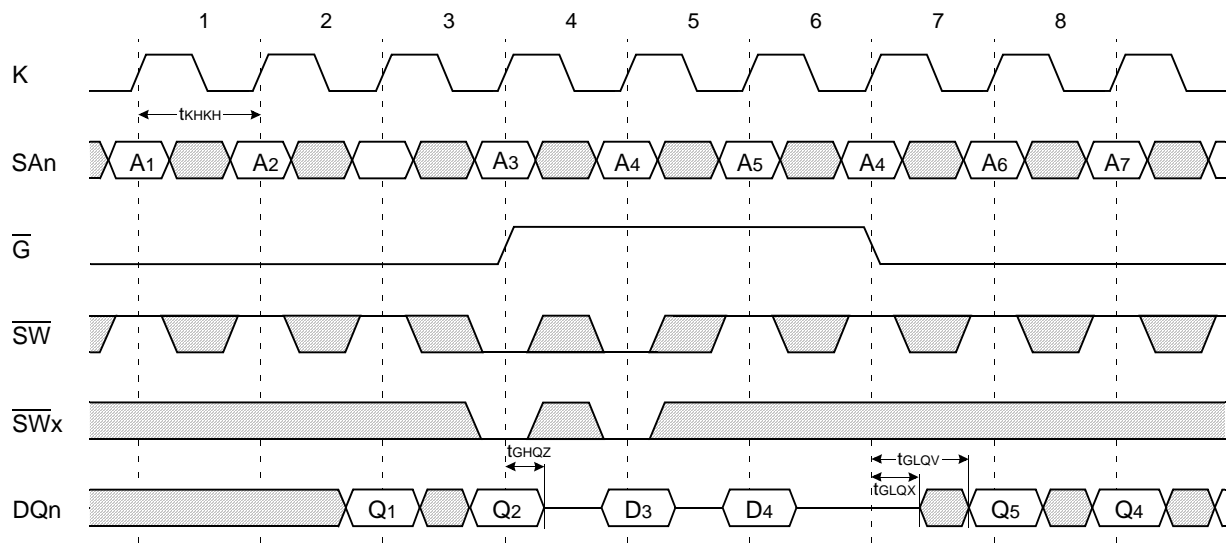 1 2 3 4 5 6 7 8
K
tKHKH
SAn A1 A2 A3 A4 A5 A4 A6 A7
G
SW
SWx
tGHQZ tGLQV
tGLQX
DQn Q1 Q2 D3 D4 Q5 Q4